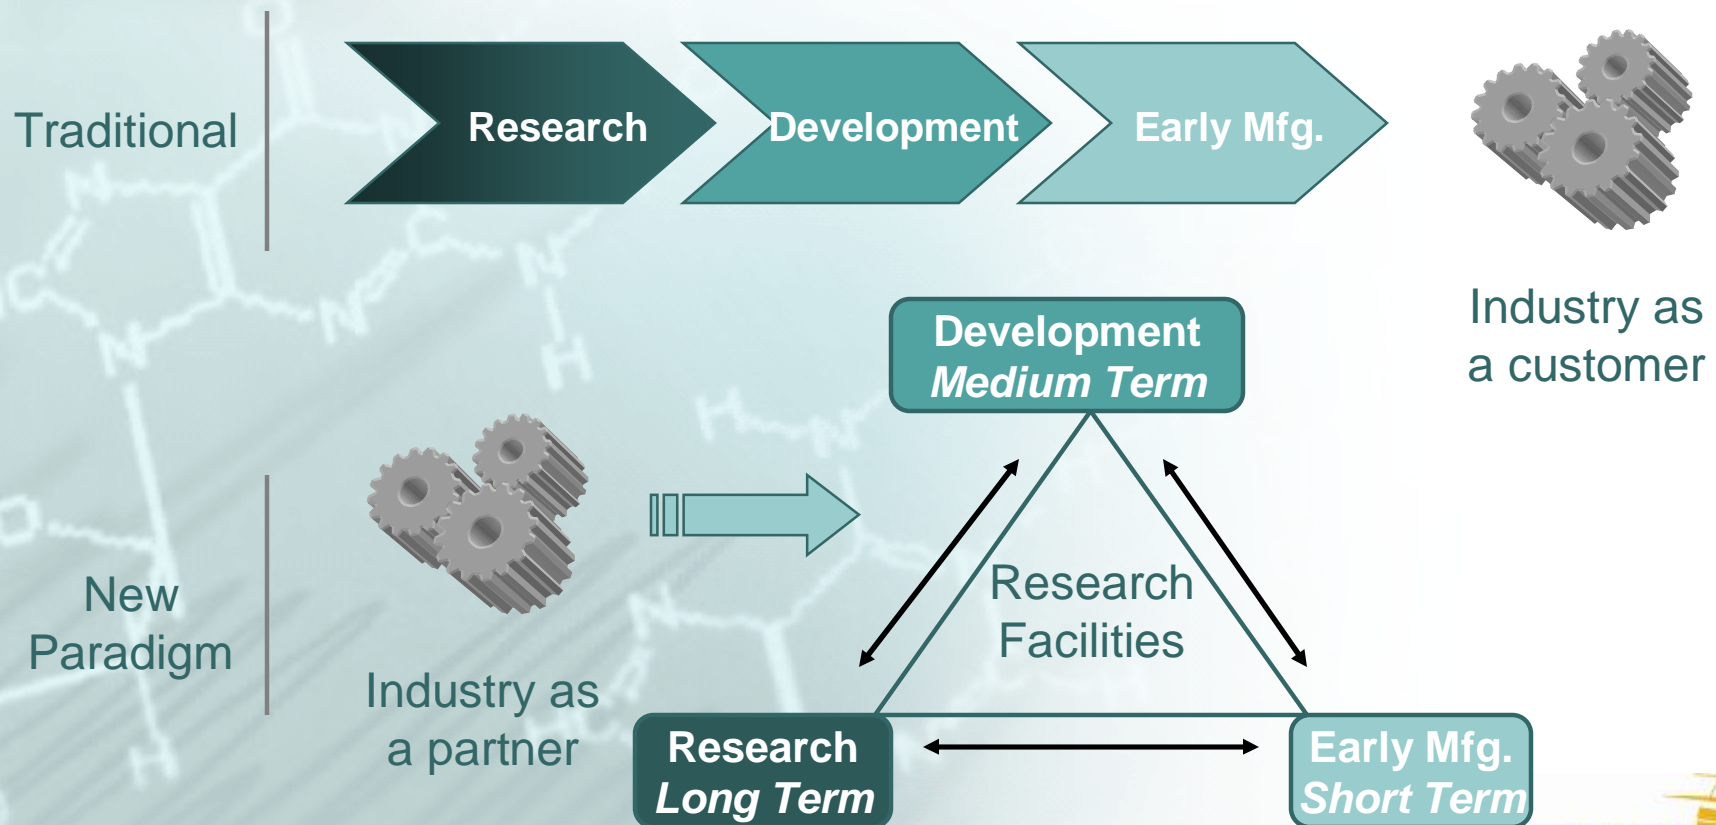 Traditional
Research
Development
Early Mfg.
Industry as
a customer
New
Paradigm
Industry as
a partner
Development
Medium Term
Research
Facilities
Research
Long Term
Early Mfg.
Short Term